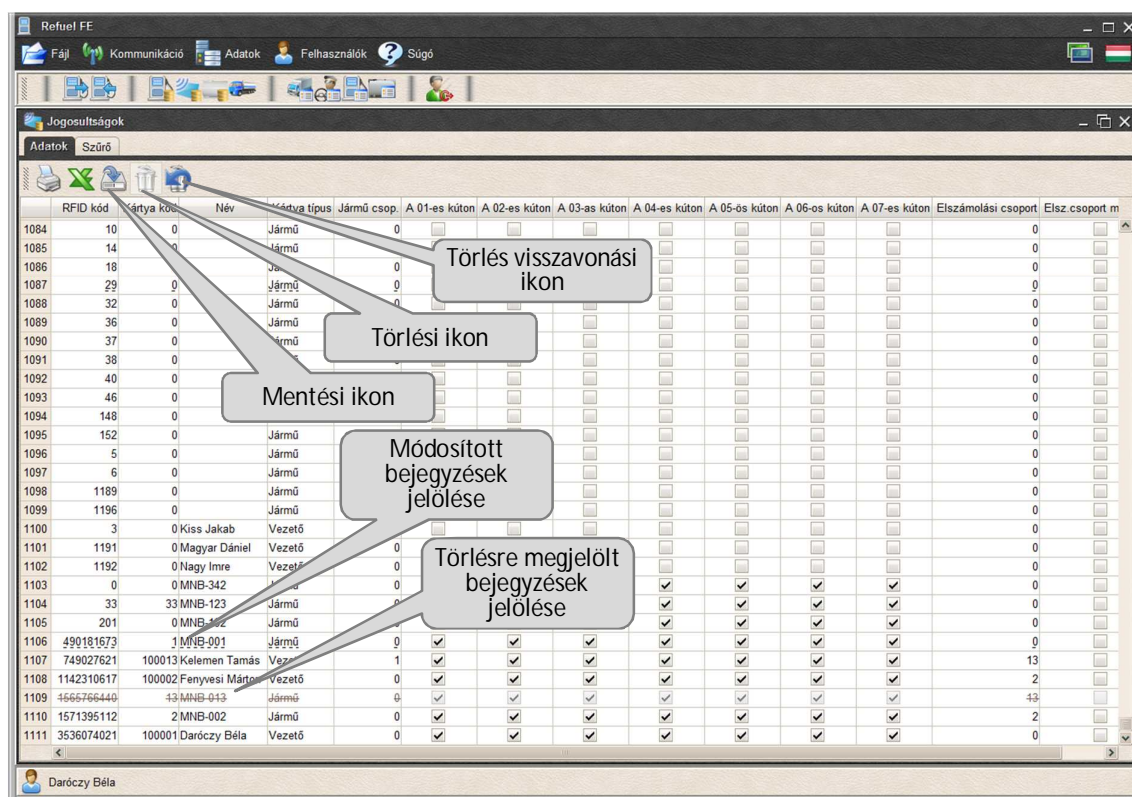 Refuel FE
Fájl Kommunikáció Adatok Felhasználók Súgó
Jogosultságok
Adatok Szűrő
RFID kód Kártya kód Név Kártya típus Jármű csop. A 01-es kúton A 02-es kúton A 03-as kúton A 04-es kúton A 05-ös kúton A 06-os kúton A 07-es kúton Elszámolási csoport Elsz.csoport m
1084 10 0 Jármű 0 0
1085 14 0 Jármű 0
1086 18 0 0
1087 29 0 Jármű 0 0
1088 32 0 Jármű 0 0
1089 36 0 Jármű 0
1090 37 0 0
1091 38 0 0
1092 40 0 0
1093 46 0 0
1094 148 0 0
1095 152 0 Jármű 0
1096 5 0 Jármű 0
1097 6 0 Jármű 0
1098 1189 0 Jármű 0
1099 1196 0 Jármű 0
1100 3 0 Kiss Jakab Vezető 0
1101 1191 0 Magyar Dániel Vezető 0 0
1102 1192 0 Nagy Imre Vezető 0 0
1103 0 0 MNB-342 0 0
1104 33 33 MNB-123 Jármű 0
1105 201 0 Jármű 0
1106 490181673 1 MNB-001 Jármű 0 0
1107 749027621 100013 Kelemen Tamás 1 13
1108 1142310617 100002 Fenyvesi Márton Vezető 0 2
1109 1565766440 13 MNB-013 Jármű 0 13
1110 1571395112 2 MNB-002 Jármű 0 2
1111 3536074021 100001 Daróczy Béla Vezető 0 0
Törlés visszavonási
ikon
Törlési ikon
Mentési ikon
Módosított
bejegyzések
jelölése
Törlésre megjelölt
bejegyzések
jelölése
Daróczy Béla